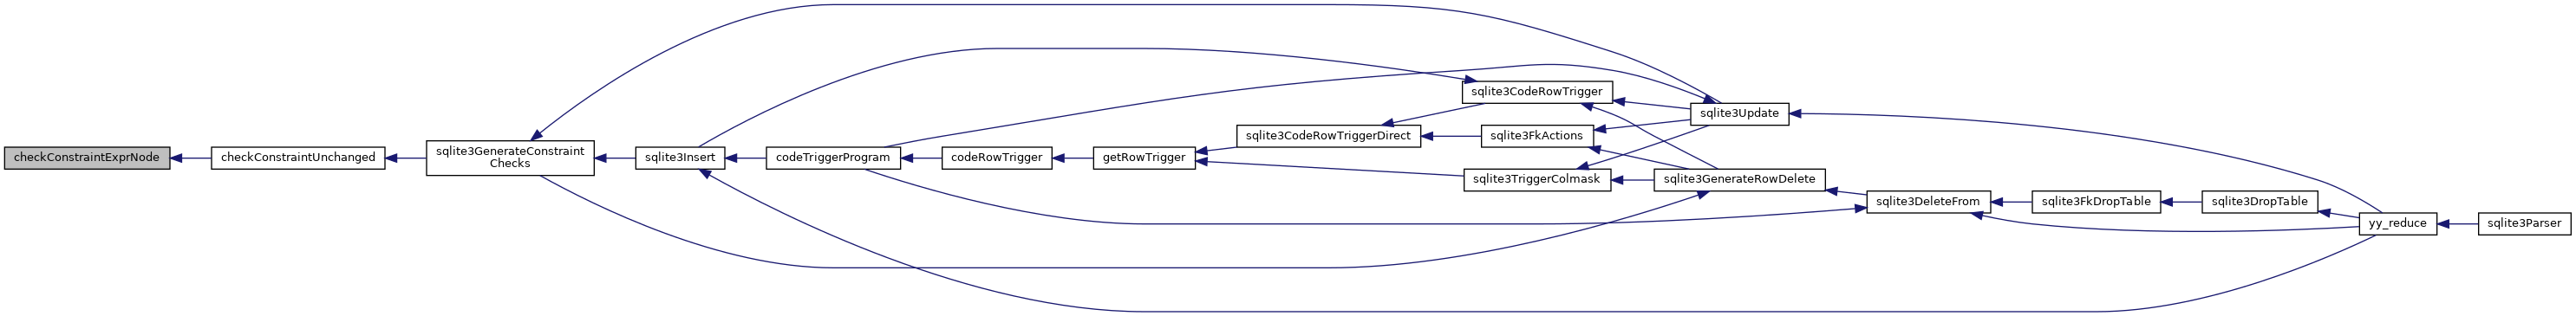 checkConstraintExprNode
checkConstraintUnchanged
sqlite3GenerateConstraint
Checks
sqlite3Insert
codeTriggerProgram
codeRowTrigger
getRowTrigger
sqlite3CodeRowTriggerDirect
sqlite3CodeRowTrigger
sqlite3FkActions
sqlite3TriggerColmask
sqlite3Update
sqlite3GenerateRowDelete
sqlite3DeleteFrom
sqlite3FkDropTable
sqlite3DropTable
yy_reduce
sqlite3Parser